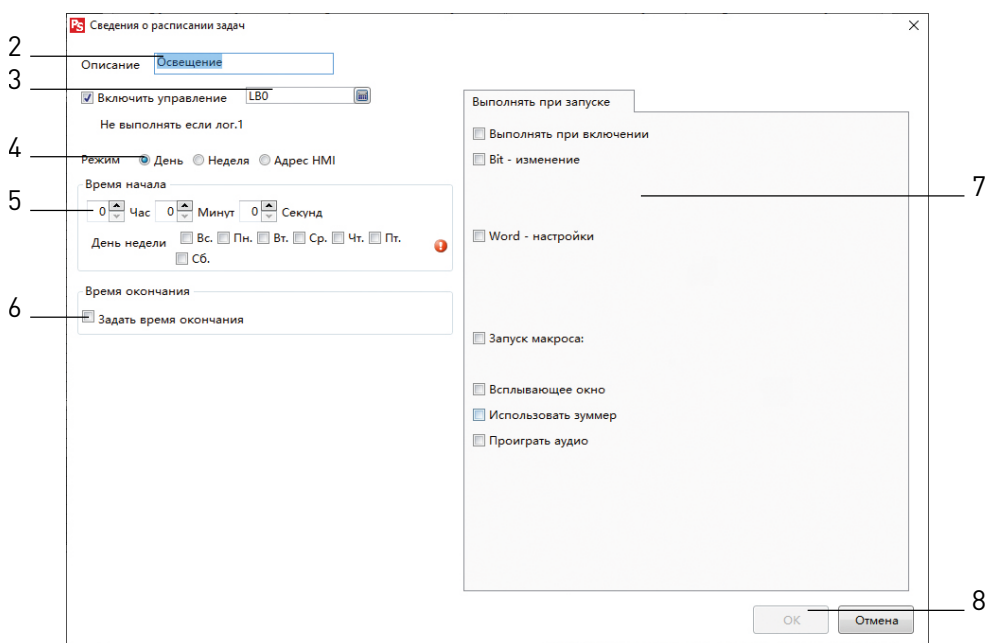 PS Сведения о расписании задач
2
Описание Освещение
3
Включить управление LB0
Не выполнять если лог.1
4
Режим День Неделя Адрес HMI
Время начала
5
0 Час 0 Минут 0 Секунд
День недели Вс. Пн. Вт. Ср. Чт. Пт.
Сб.
Время окончания
6
Задать время окончания
Выполнять при запуске
Выполнять при включении
Bit - изменение
7
Word - настройки
Запуск макроса:
Всплывающее окно
Использовать зуммер
Проиграть аудио
8
OK Отмена